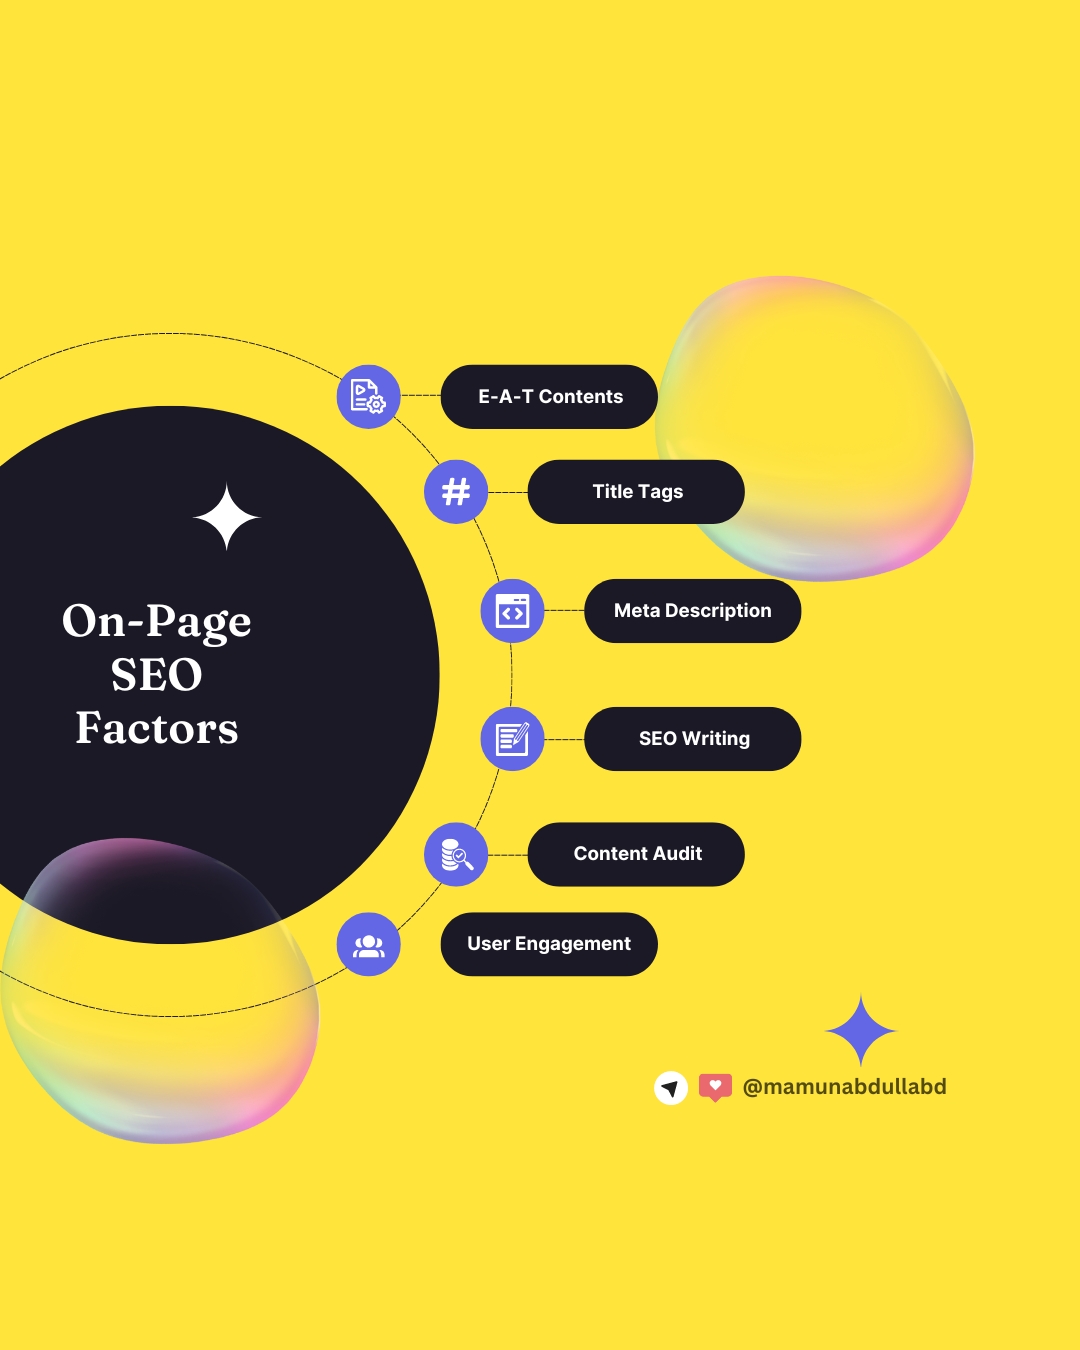 On-Page
SEO
Factors
E-A-T Contents
Title Tags
Meta Description
SEO Writing
Content Audit
User Engagement
@mamunabdullabd